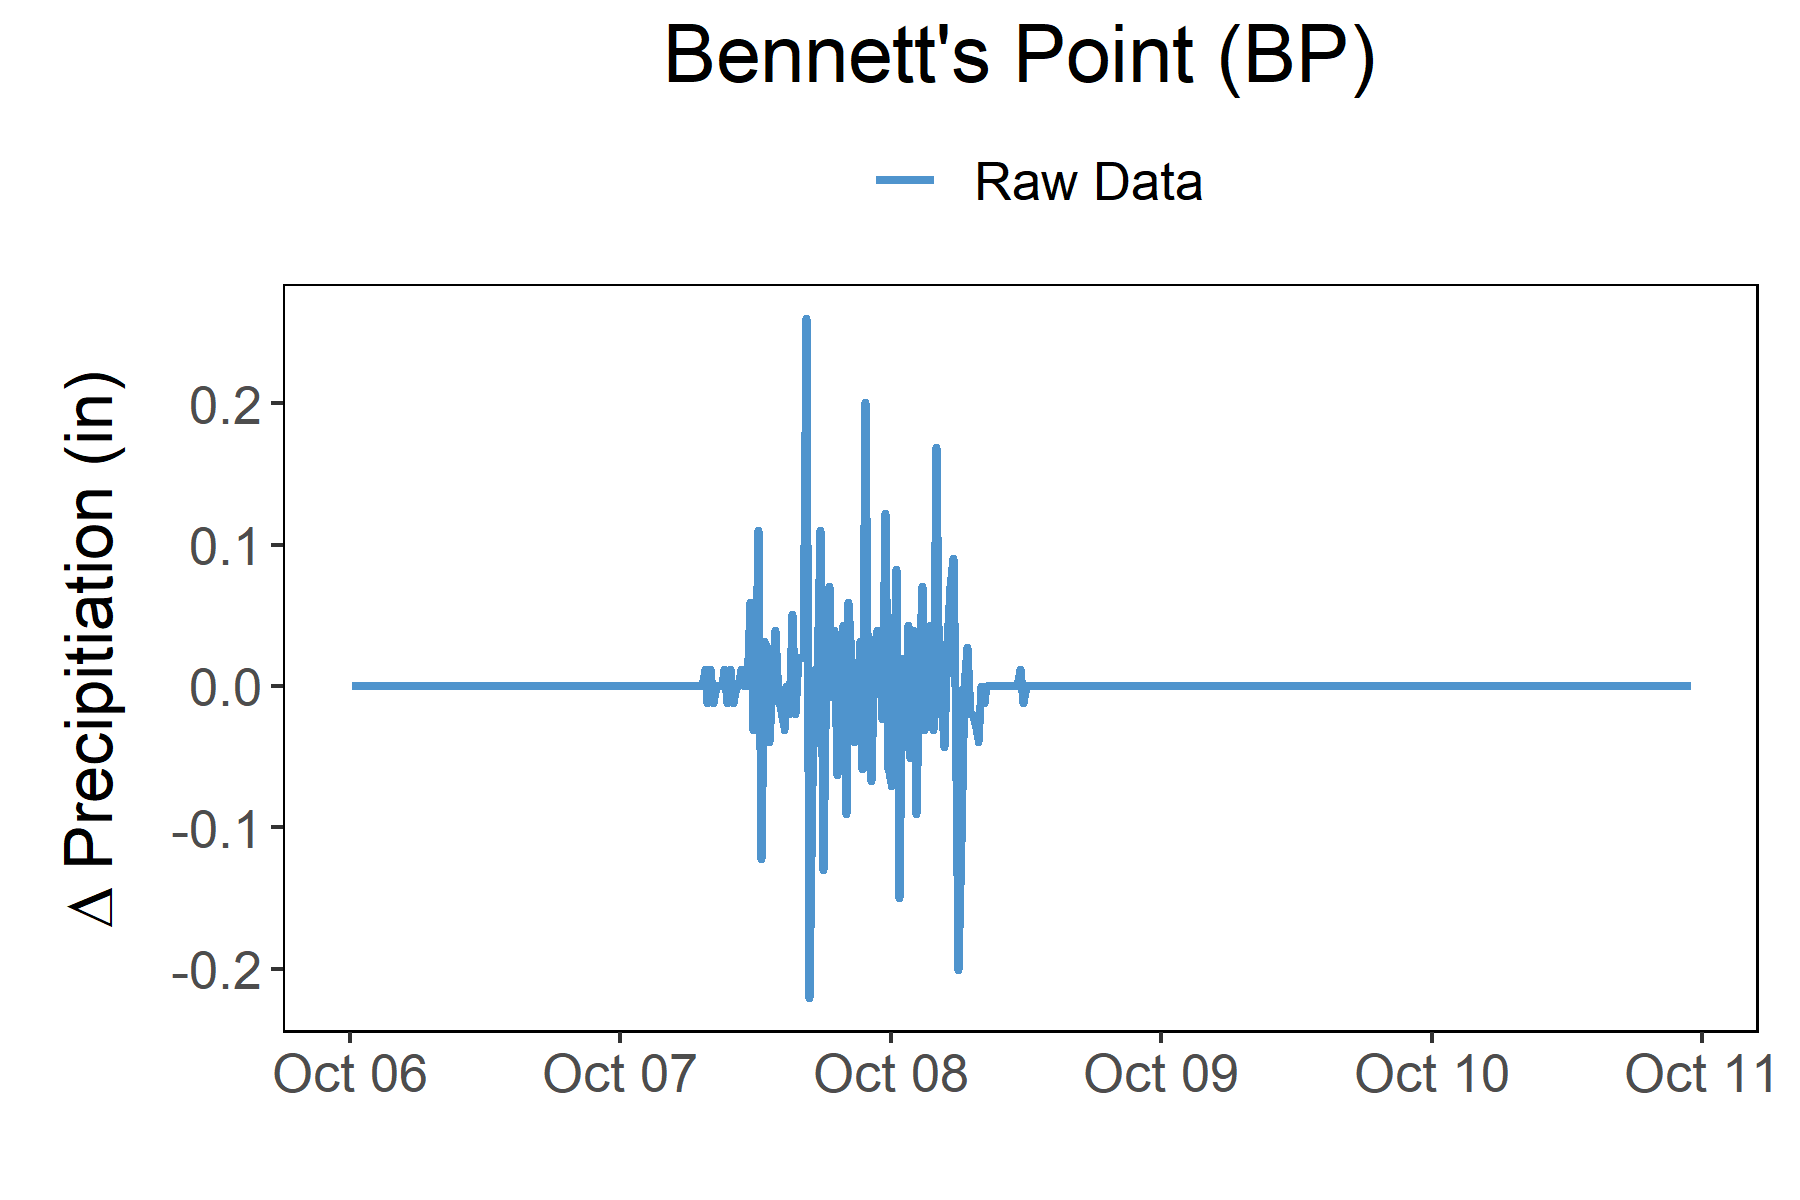 Bennett's Point (BP)
Raw Data
Δ Precipitiation (in)
0.2
0.1
0.0
-0.1
-0.2
Oct 06 Oct 07 Oct 08 Oct 09 Oct 10 Oct 11